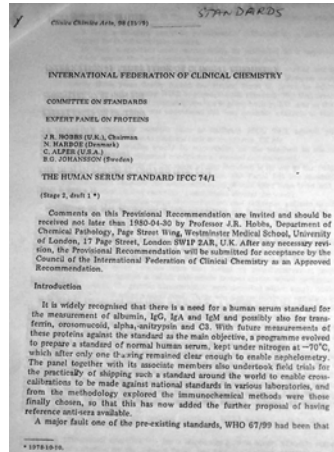 STANDARDS
Clinica Chimica Acta, 98 (1979)
INTERNATIONAL FEDERATION OF CLINICAL CHEMISTRY
COMMITTEE ON STANDARDS
EXPERT PANEL ON PROTEINS
J.R. HOBBS (U.K.), Chairman
N. HARBOE (Denmark)
C. ALPER (U.S.A.)
B.G. JOHANSSON (Sweden)
THE HUMAN SERUM STANDARD IFCC 74/1
(Stage 2, draft 1 *)
Comments on this Provisional Recommendation are invited and should be
received not later than 1980-04-30 by Professor J.R. Hobbs, Department of
Chemical Pathology, Page Street Wing, Westminster Medical School, University
of London, 17 Page Street, London SW1P 2AR, U.K. After any necessary revi-
sion, the Provisional Recommendation will be submitted for acceptance by the
Council of the International Federation of Clinical Chemistry as an Approved
Recommendation.
Introduction
It is widely recognised that there is a need for a human serum standard for
the measurement of albumin, IgG, IgA and IgM and possibly also for trans-
ferrin, orosomucoid, alpha₁-antitrypsin and C3. With future measurements of
these proteins against the standard as the main objective, a programme evolved
to prepare a standard of normal human serum, kept under nitrogen at −70°C,
which after only one thawing remained clear enough to enable nephelometry.
The panel together with its associate members also undertook field trials for
the practicality of shipping such a standard around the world to enable cross-
calibrations to be made against national standards in various laboratories, and
from the methodology explored the immunochemical methods were those
finally chosen, so that this has now added the further proposal of having
reference anti-sera available.
A major fault one of the pre-existing standards, WHO 67/99 had been that
* 1978-10-10.